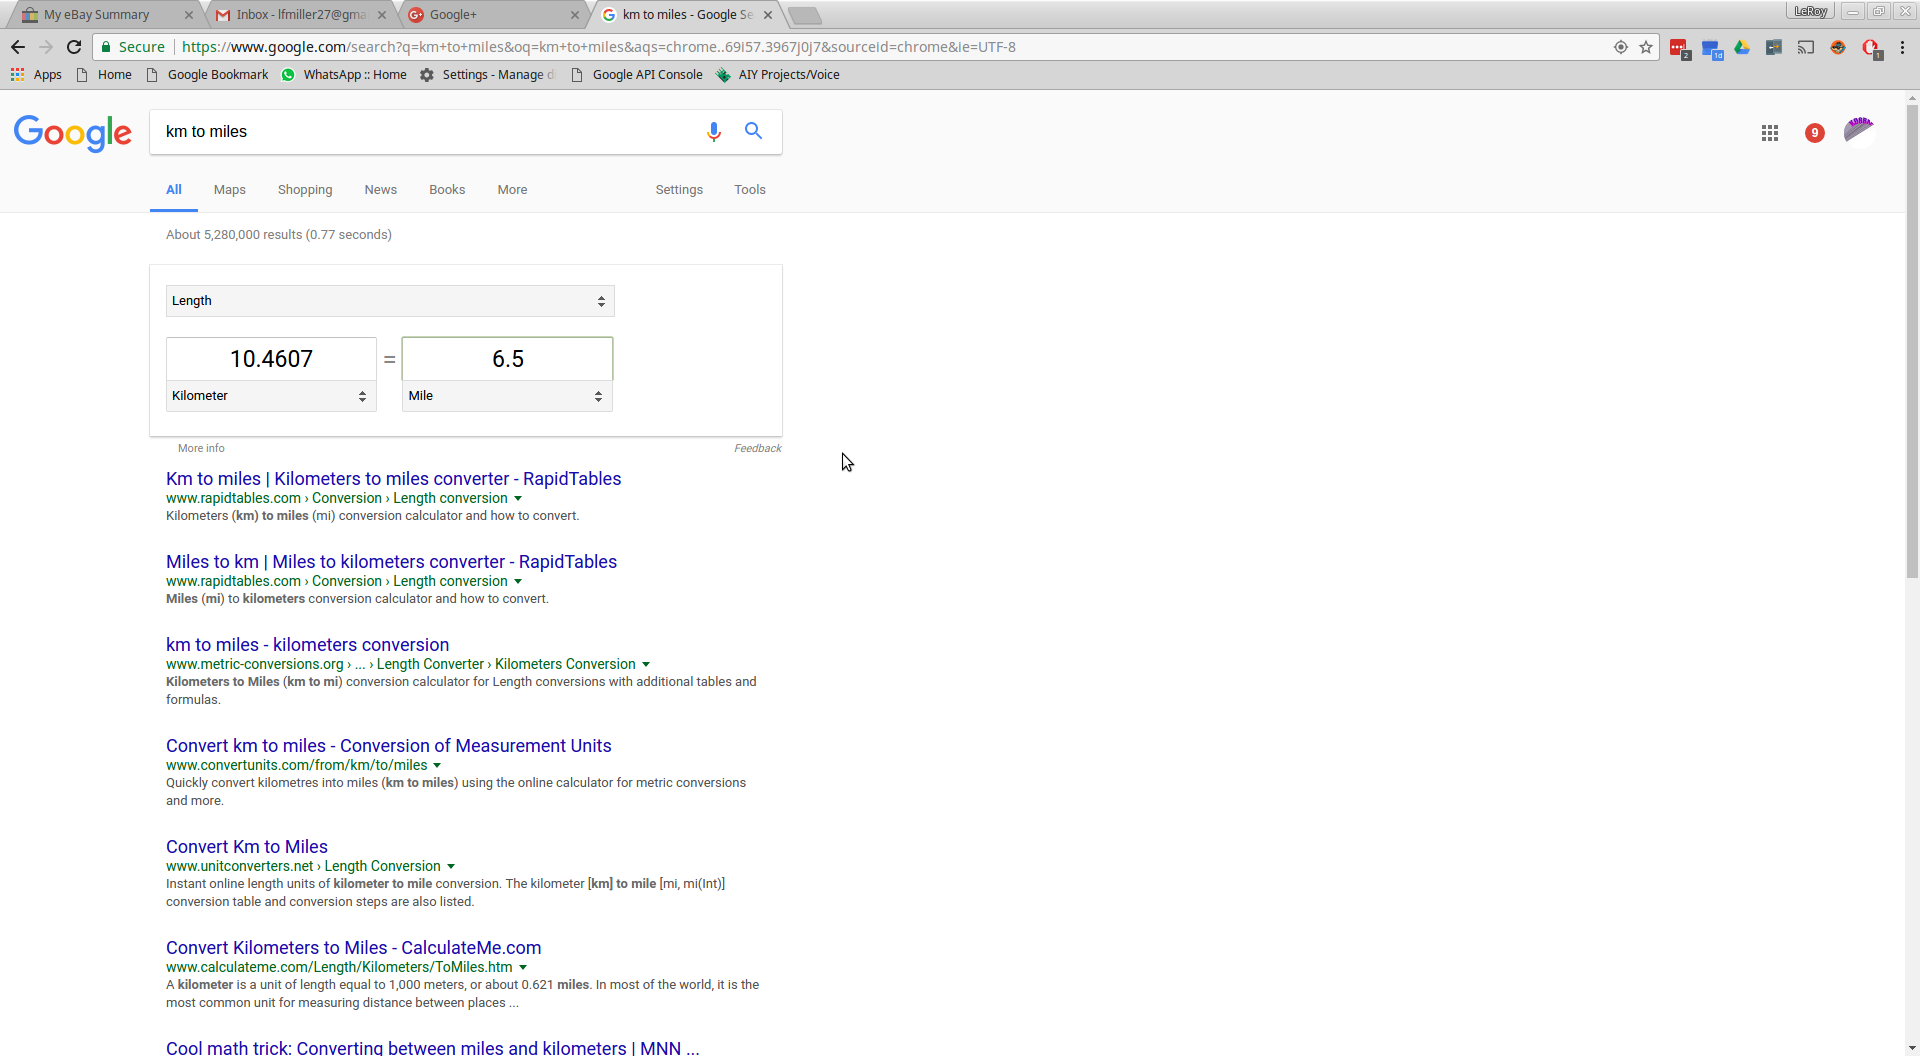 My eBay Summary
Inbox - lfmiller27@gma
Google+
km to miles - Google Se
LeRoy
Secure https://www.google.com/search?q=km+to+miles&oq=km+to+miles&aqs=chrome..69i57.3967j0j7&sourceid=chrome&ie=UTF-8
2
1d
1
Apps Home Google Bookmark WhatsApp :: Home Settings - Manage d Google API Console AIY Projects/Voice
Google
km to miles
9
All Maps Shopping News Books More Settings Tools
About 5,280,000 results (0.77 seconds)
Length
10.4607 = 6.5
Kilometer Mile
More info Feedback
Km to miles | Kilometers to miles converter - RapidTables
www.rapidtables.com › Conversion › Length conversion
Kilometers (km) to miles (mi) conversion calculator and how to convert.
Miles to km | Miles to kilometers converter - RapidTables
www.rapidtables.com › Conversion › Length conversion
Miles (mi) to kilometers conversion calculator and how to convert.
km to miles - kilometers conversion
www.metric-conversions.org › ... › Length Converter › Kilometers Conversion
Kilometers to Miles (km to mi) conversion calculator for Length conversions with additional tables and
formulas.
Convert km to miles - Conversion of Measurement Units
www.convertunits.com/from/km/to/miles
Quickly convert kilometres into miles (km to miles) using the online calculator for metric conversions
and more.
Convert Km to Miles
www.unitconverters.net › Length Conversion
Instant online length units of kilometer to mile conversion. The kilometer [km] to mile [mi, mi(Int)]
conversion table and conversion steps are also listed.
Convert Kilometers to Miles - CalculateMe.com
www.calculateme.com/Length/Kilometers/ToMiles.htm
A kilometer is a unit of length equal to 1,000 meters, or about 0.621 miles. In most of the world, it is the
most common unit for measuring distance between places ...
Cool math trick: Converting between miles and kilometers | MNN ...